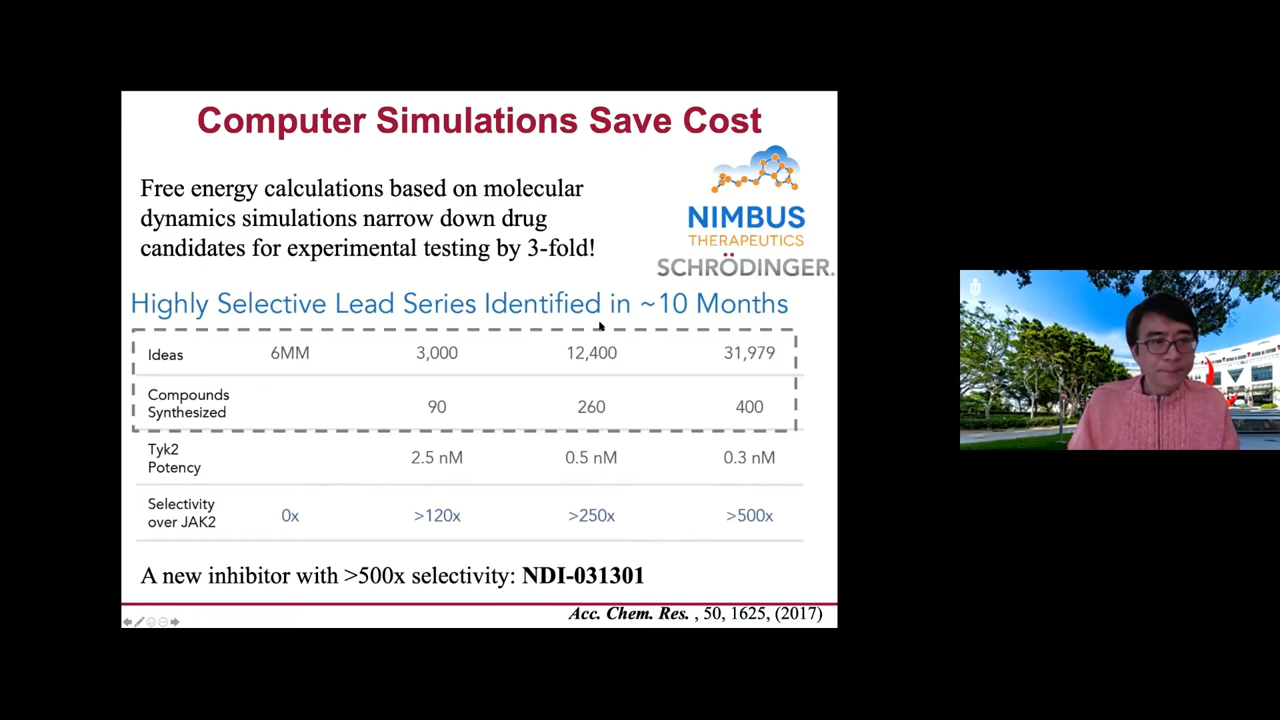 Computer Simulations Save Cost
Free energy calculations based on molecular
dynamics simulations narrow down drug
candidates for experimental testing by 3-fold!
NIMBUS
THERAPEUTICS
SCHRÖDINGER.
Highly Selective Lead Series Identified in ~10 Months
Ideas 6MM 3,000 12,400 31,979
Compounds
Synthesized 90 260 400
Tyk2
Potency 2.5 nM 0.5 nM 0.3 nM
Selectivity
over JAK2 0x >120x >250x >500x
A new inhibitor with >500x selectivity: NDI-031301
Acc. Chem. Res. , 50, 1625, (2017)